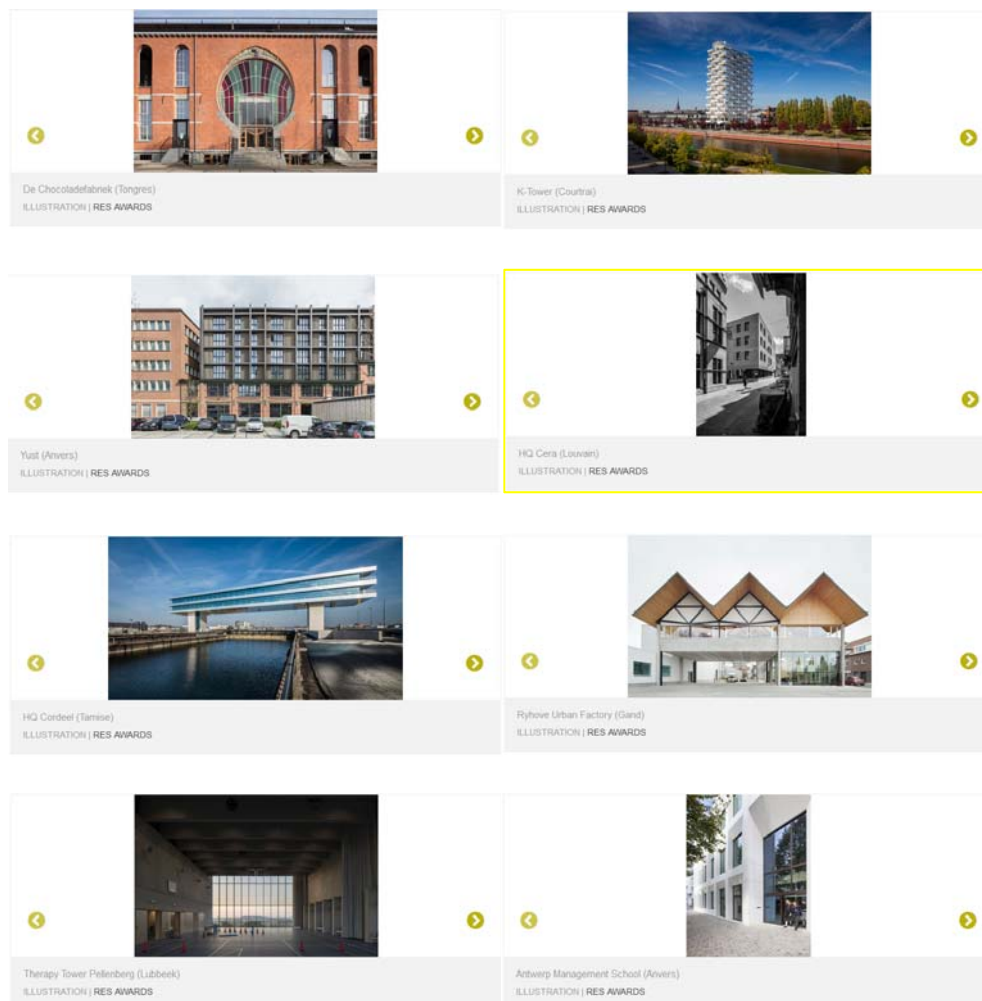 De Chocoladefabriek (Tongres)
ILLUSTRATION | RES AWARDS
K-Tower (Courtrai)
ILLUSTRATION | RES AWARDS
Yust (Anvers)
ILLUSTRATION | RES AWARDS
HQ Cera (Louvain)
ILLUSTRATION | RES AWARDS
HQ Cordeel (Tamise)
ILLUSTRATION | RES AWARDS
Ryhove Urban Factory (Gand)
ILLUSTRATION | RES AWARDS
Therapy Tower Pellenberg (Lubbeek)
ILLUSTRATION | RES AWARDS
Antwerp Management School (Anvers)
ILLUSTRATION | RES AWARDS